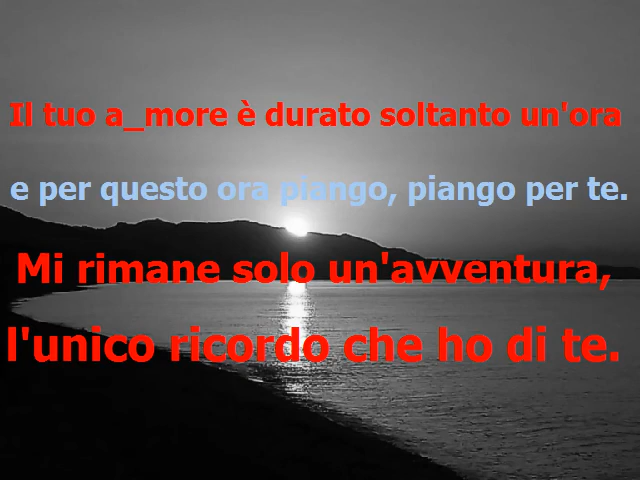 Il tuo a_more è durato soltanto un'ora
e per questo ora piango, piango per te.
Mi rimane solo un'avventura,
l'unico ricordo che ho di te.